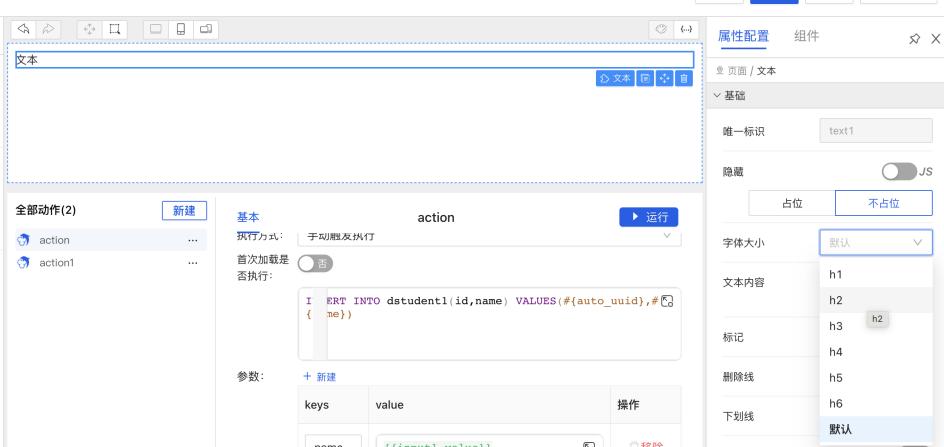 文本
文本
全部动作(2)
新建
action
...
action1
...
基本
action
运行
执行方式:
手动触发执行
首次加载是
否执行:
否
ERT INTO dstudent1(id,name) VALUES(#{auto_uuid},#
{
me})
参数:
+ 新建
keys
value
操作
name
{{input1.value}}
移除
属性配置
组件
页面 / 文本
基础
唯一标识
text1
隐藏
JS
占位
不占位
字体大小
默认
文本内容
标记
删除线
下划线
h1
h2
h3
h4
h5
h6
默认
h2